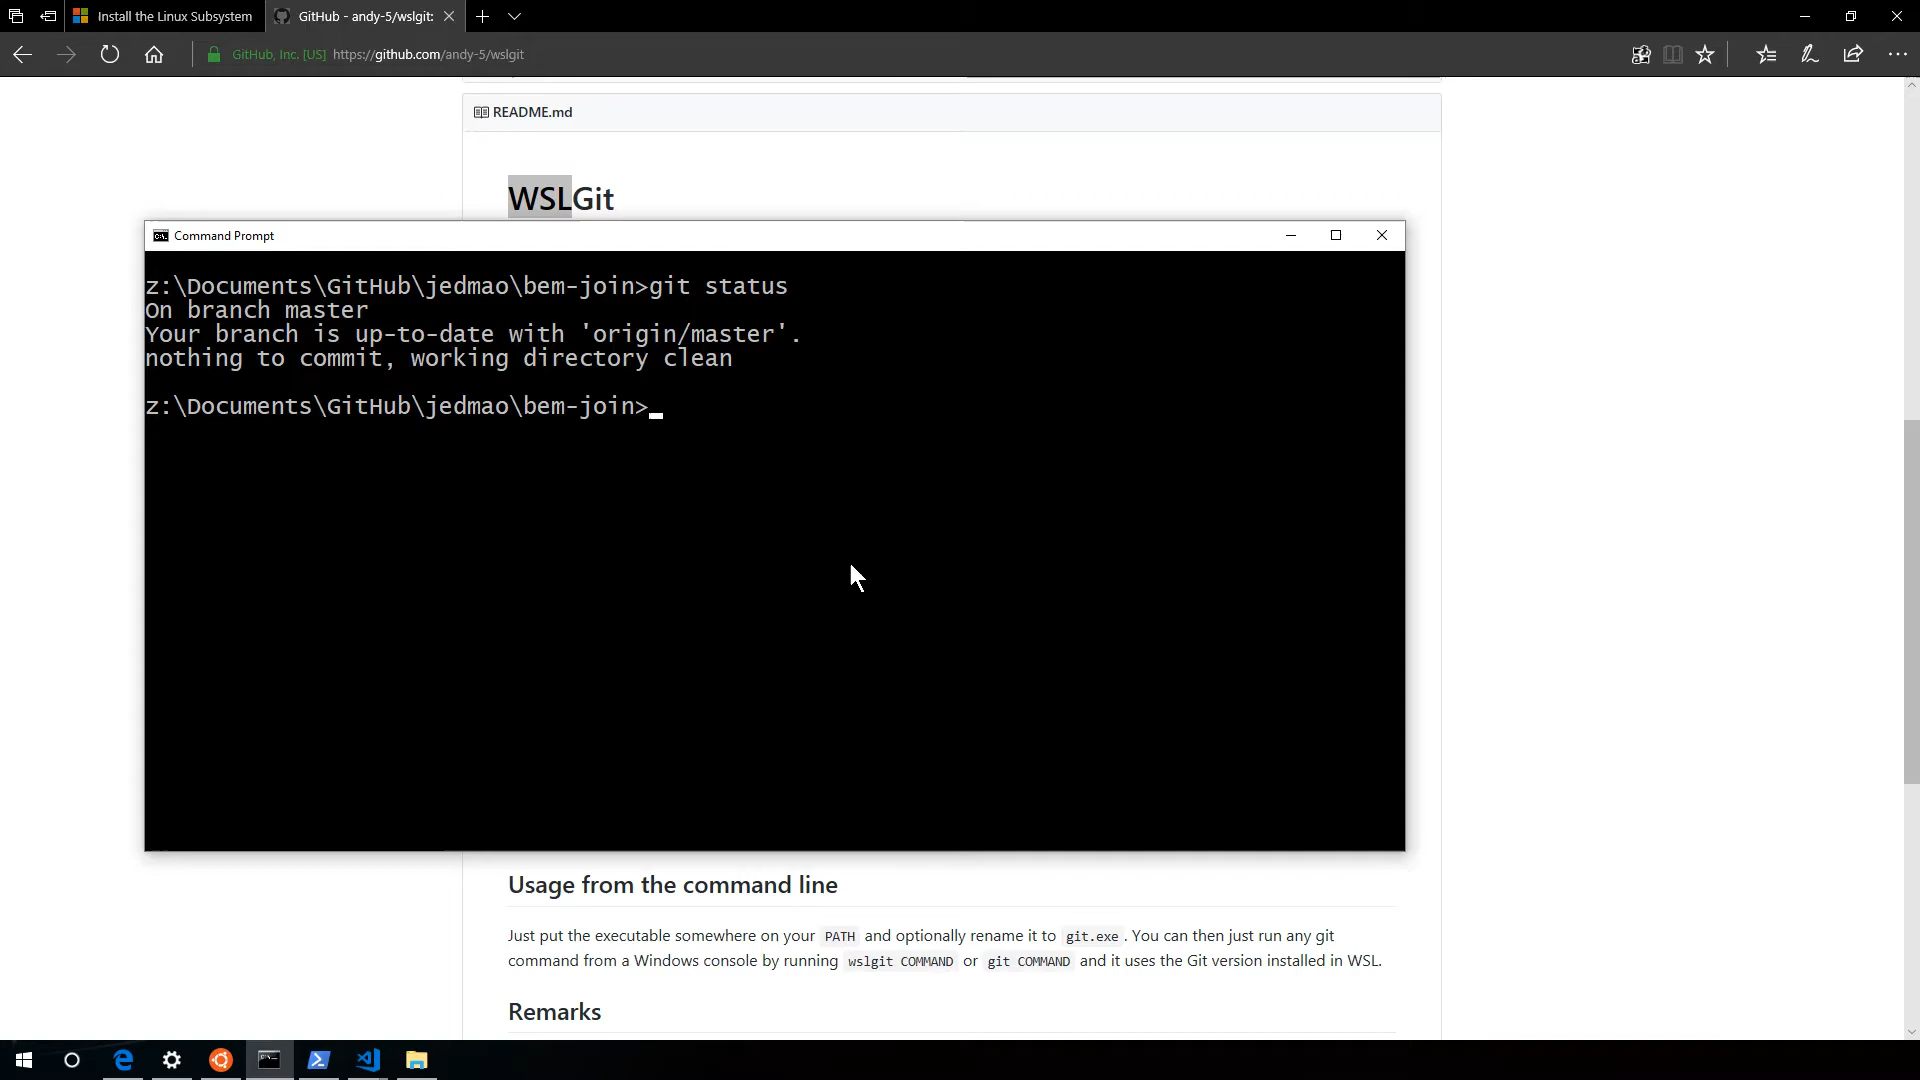 Install the Linux Subsystem
GitHub - andy-5/wslgit:
GitHub, Inc. [US] https://github.com/andy-5/wslgit
README.md
WSLGit
Command Prompt
z:\Documents\GitHub\jedmao\bem-join>git status
On branch master
Your branch is up-to-date with 'origin/master'.
nothing to commit, working directory clean
z:\Documents\GitHub\jedmao\bem-join>
Usage from the command line
Just put the executable somewhere on your PATH and optionally rename it to git.exe. You can then just run any git
command from a Windows console by running wslgit COMMAND or git COMMAND and it uses the Git version installed in WSL.
Remarks